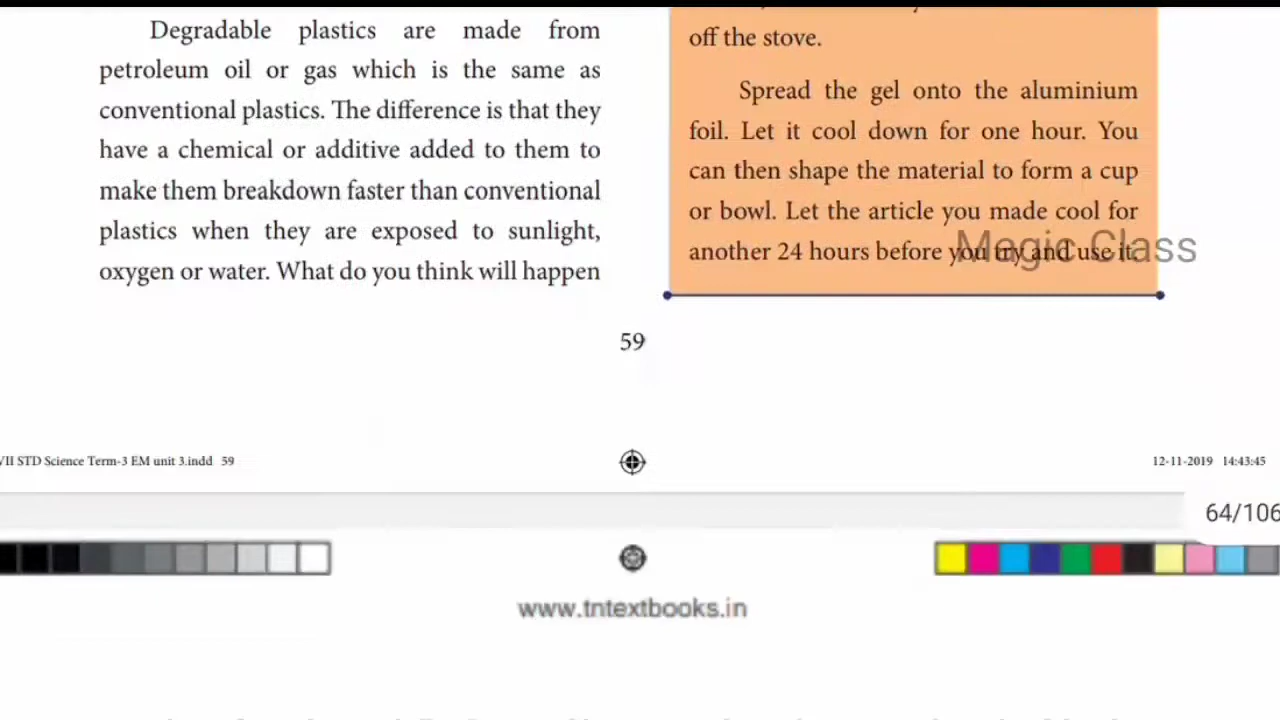 Degradable plastics are made from
petroleum oil or gas which is the same as
conventional plastics. The difference is that they
have a chemical or additive added to them to
make them breakdown faster than conventional
plastics when they are exposed to sunlight,
oxygen or water. What do you think will happen
off the stove.
Spread the gel onto the aluminium
foil. Let it cool down for one hour. You
can then shape the material to form a cup
or bowl. Let the article you made cool for
another 24 hours before you try and use it.
Megic Class
59
VII STD Science Term-3 EM unit 3.indd 59
12-11-2019 14:43:45
64/106
www.tntextbooks.in